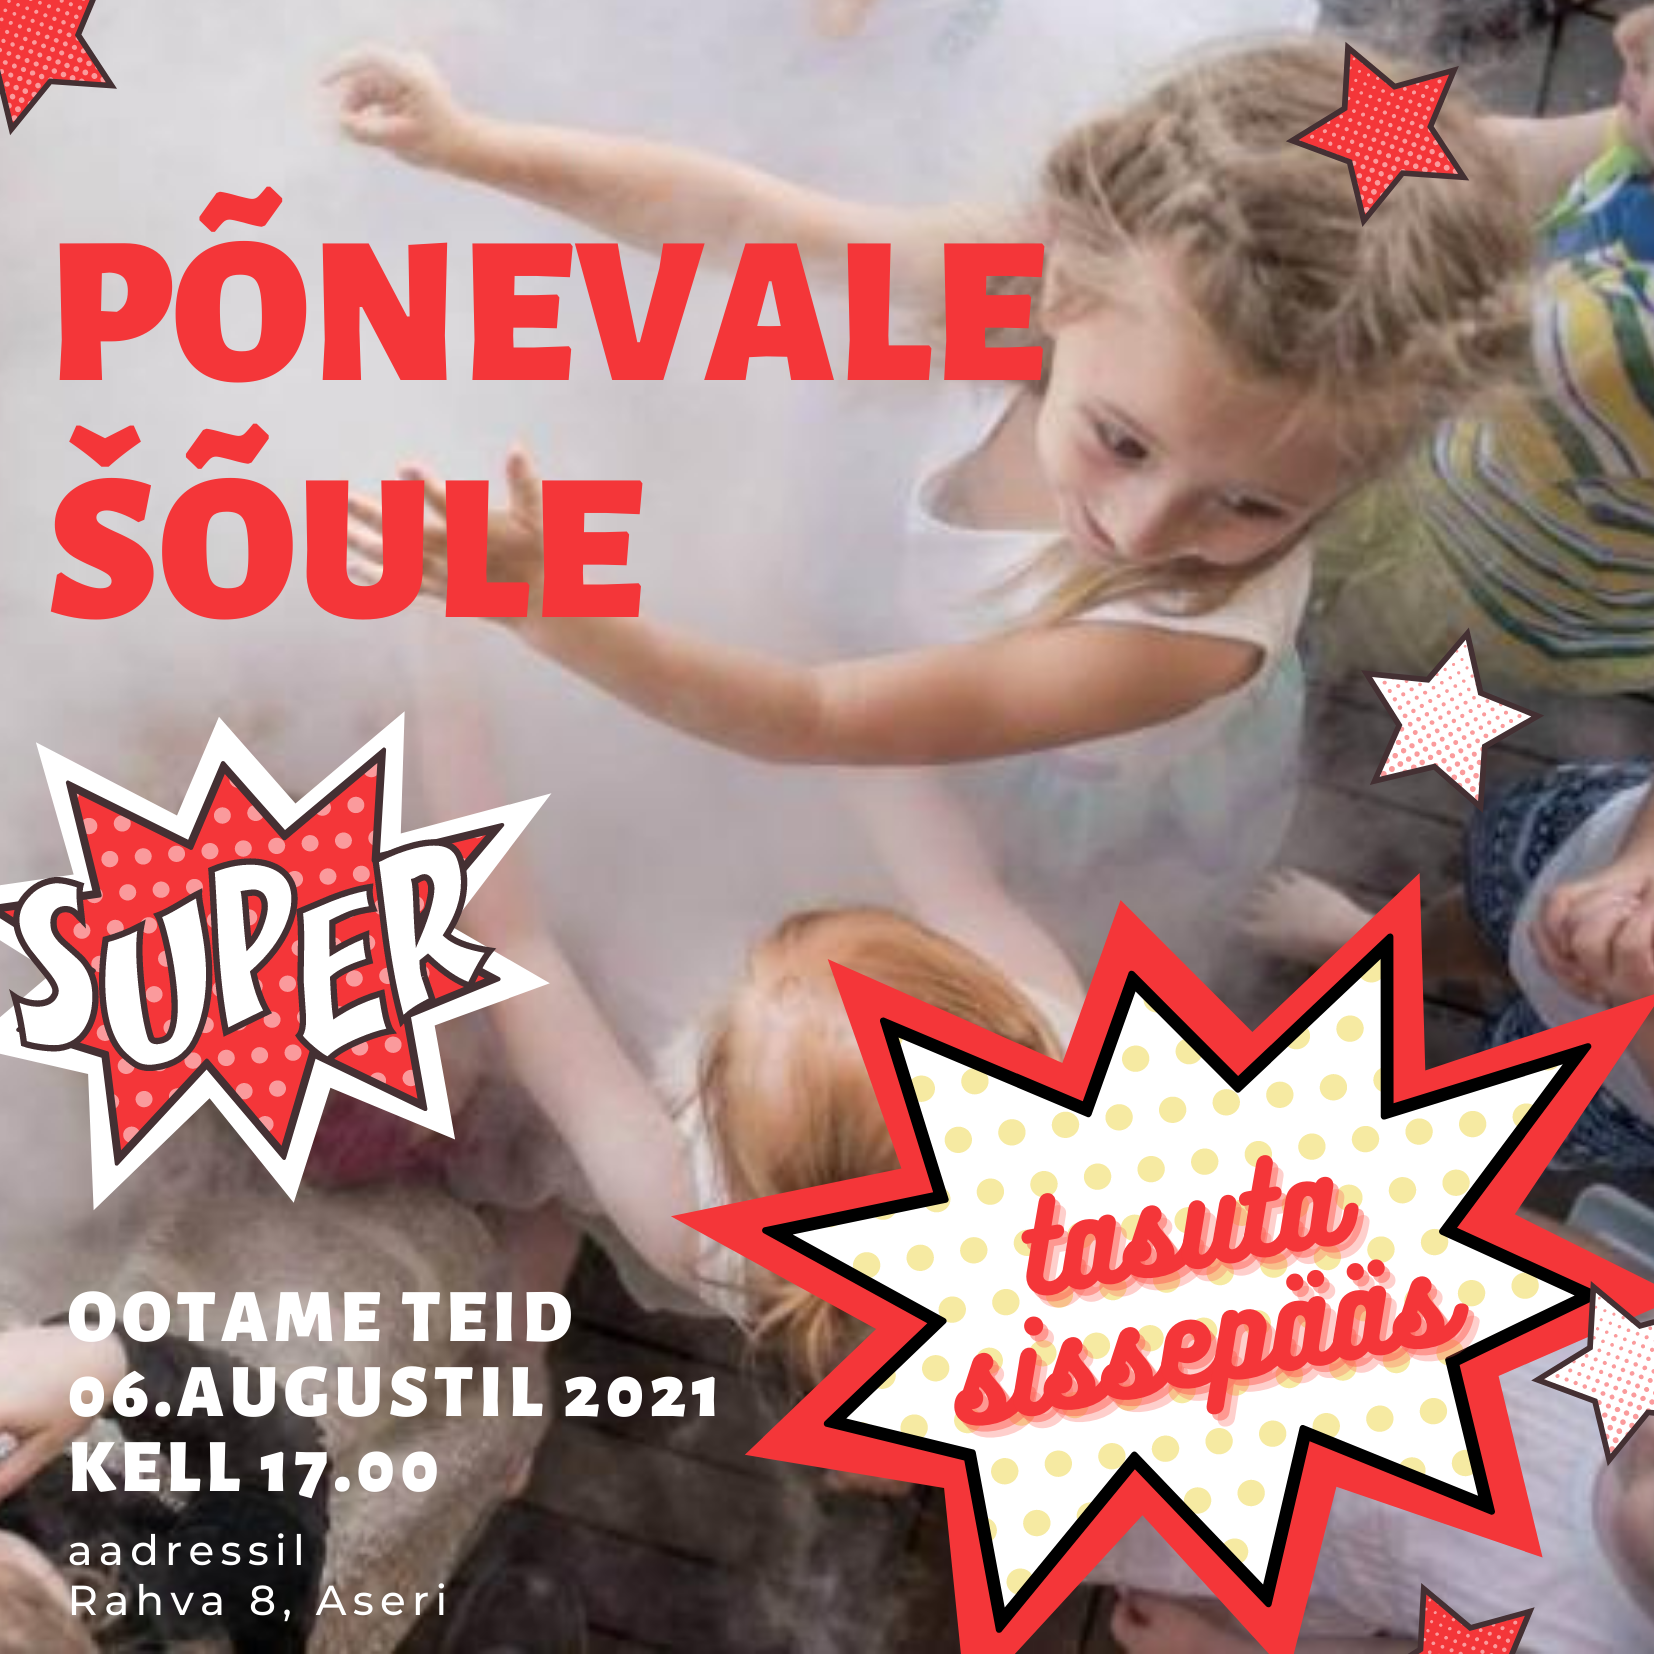 PÕNEVALE
ŠÕULE
SUPER
tasuta
sissepääs
OOTAME TEID
06.AUGUSTIL 2021
KELL 17.00
aadressil
Rahva 8, Aseri